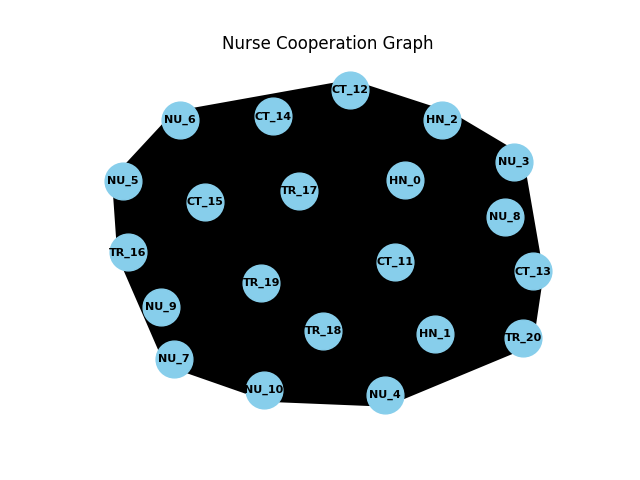 Nurse Cooperation Graph
CT_12
CT_14
NU_6
HN_2
NU_3
HN_0
NU_5
TR_17
CT_15
NU_8
TR_16
CT_11
CT_13
TR_19
NU_9
TR_18
HN_1
TR_20
NU_7
NU_10
NU_4